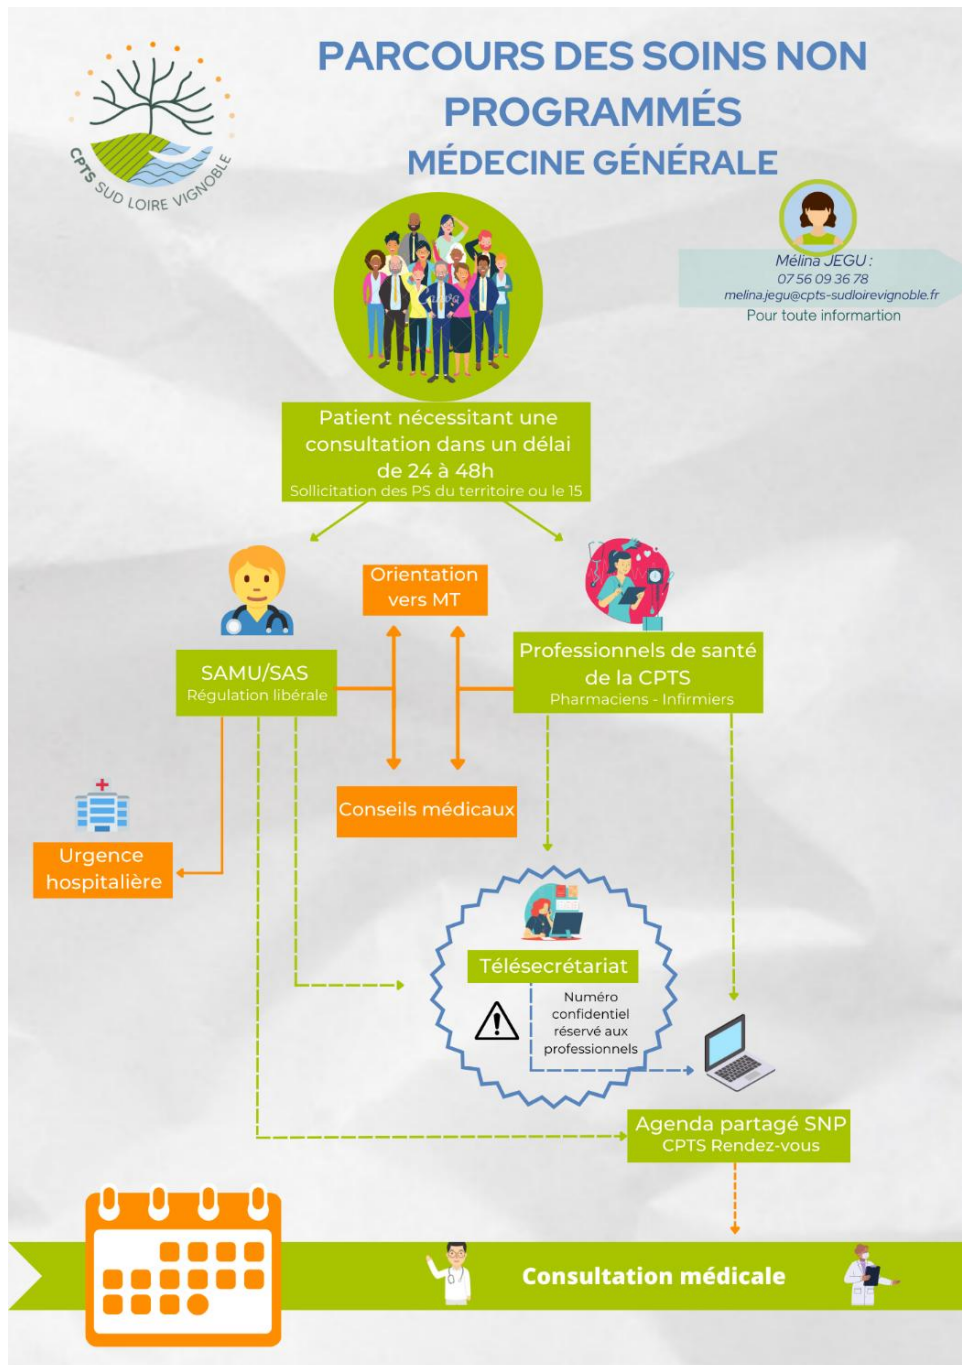 PARCOURS DES SOINS NON
PROGRAMMÉS
MÉDECINE GÉNÉRALE
CPTS SUD LOIRE VIGNOBLE
Mélina JEGU :
07 56 09 36 78
melina.jegu@cpts-sudloirevignoble.fr
Pour toute informartion
Canva
Patient nécessitant une
consultation dans un délai
de 24 à 48h
Sollicitation des PS du territoire ou le 15
Orientation
vers MT
SAMU/SAS
Régulation libérale
Professionnels de santé
de la CPTS
Pharmaciens - Infirmiers
Conseils médicaux
Urgence
hospitalière
Télésecrétariat
Numéro
confidentiel
réservé aux
professionnels
Agenda partagé SNP
CPTS Rendez-vous
Consultation médicale